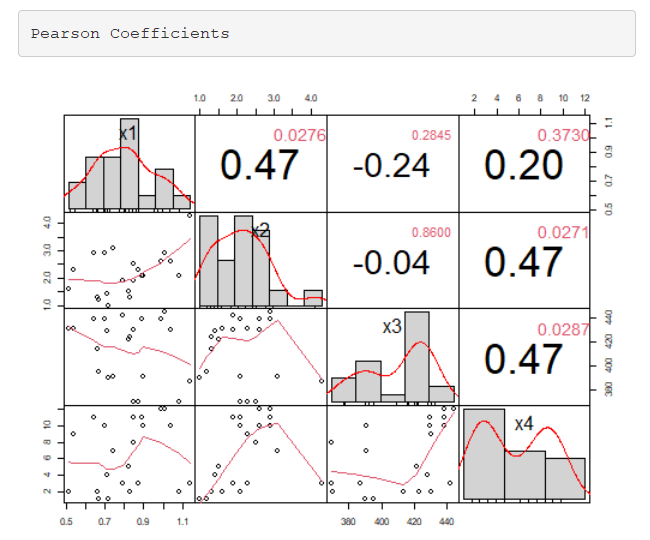 Pearson Coefficients
1.0 2.0 3.0 4.0 2 4 6 8 10 12
x1 0.0276 0.2845 0.3730
0.47 -0.24 0.20
0.5 0.7 0.9 1.1
1.0 2.0 3.0 4.0
x2 0.8600 0.0271
-0.04 0.47
x3 0.0287
0.47
380 400 420 440
x4
2 4 6 8 10
0.5 0.7 0.9 1.1 380 400 420 440